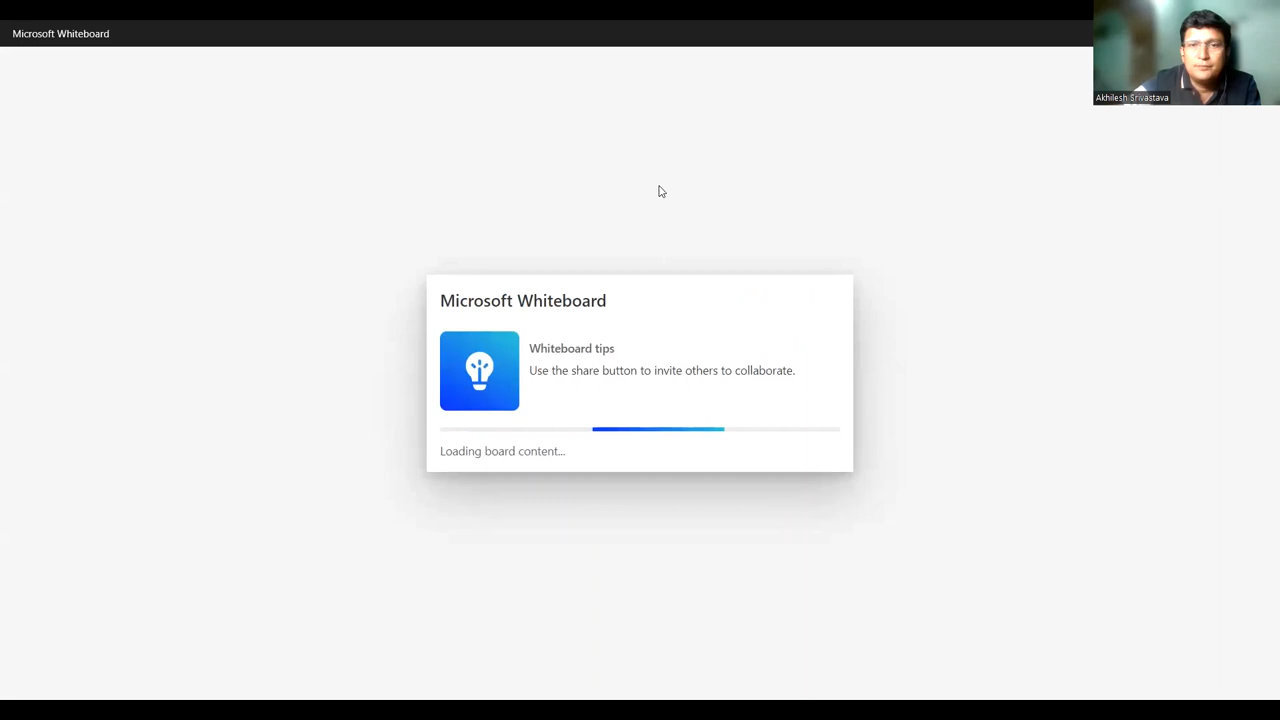 Microsoft Whiteboard
Akhilesh Srivastava
Microsoft Whiteboard
Whiteboard tips
Use the share button to invite others to collaborate.
Loading board content...